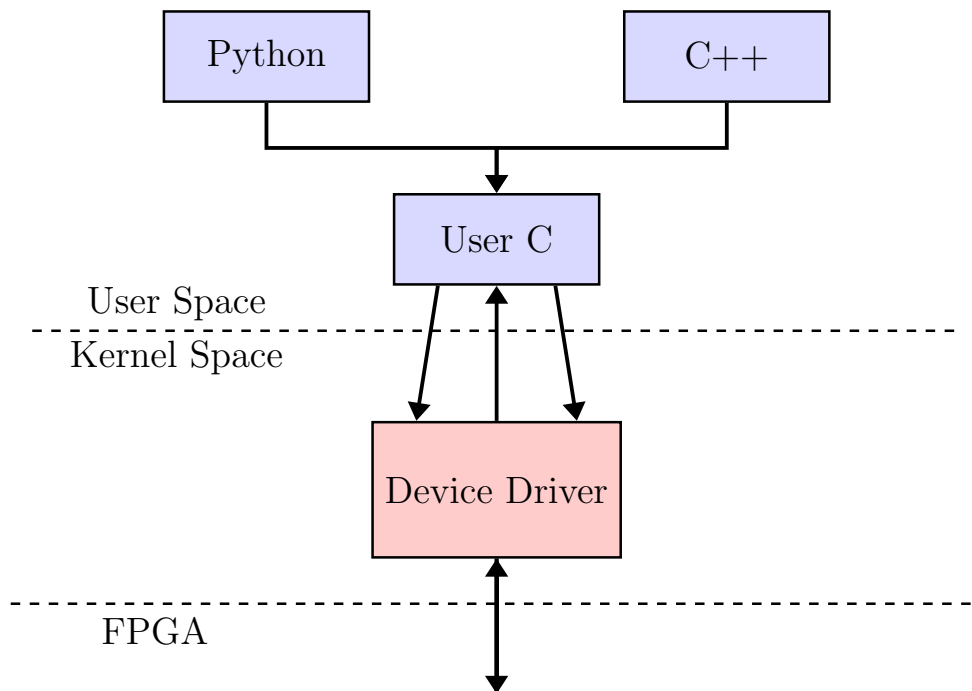 Python
C++
User C
User Space
Kernel Space
Device Driver
FPGA